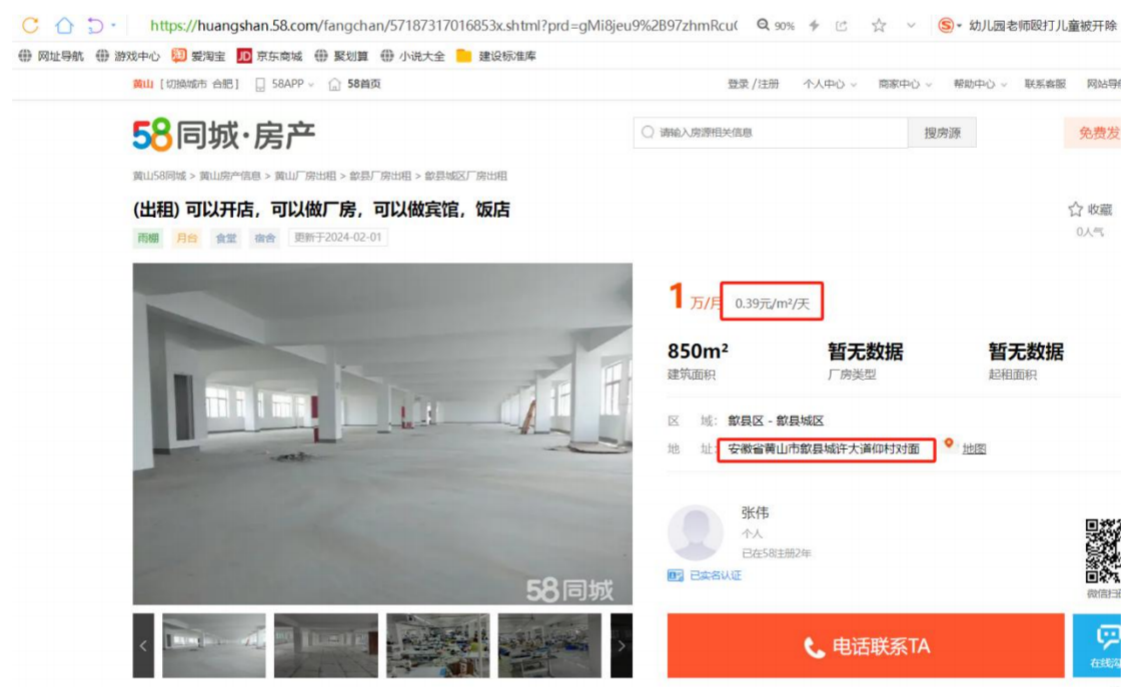 https://huangshan.58.com/fangchan/57187317016853x.shtml?prd=gMi8jeu9%2B97zhmRcu( 90% 幼儿园老师殴打儿童被开除
网址导航 游戏中心 爱淘宝 JD 京东商城 聚划算 小说大全 建设标准库
黄山 [切换城市 合肥] 58APP 58首页 登录/注册 个人中心 商家中心 帮助中心 联系客服 网站导
58同城·房产 请输入房源相关信息 搜房源 免费发
黄山58同城 > 黄山房产信息 > 黄山厂房出租 > 歙县厂房出租 > 歙县城区厂房出租
(出租) 可以开店，可以做厂房，可以做宾馆，饭店 收藏
雨棚 月台 食堂 宿舍 更新于2024-02-01 0人气
1 万/月 0.39元/m²/天
850m² 暂无数据 暂无数据
建筑面积 厂房类型 起租面积
区 域: 歙县区 - 歙县城区
地 址: 安徽省黄山市歙县城许大道仰村对面 地图
张伟
个人
已在58注册2年
已实名认证
58同城
微信扫
电话联系TA
在线沟